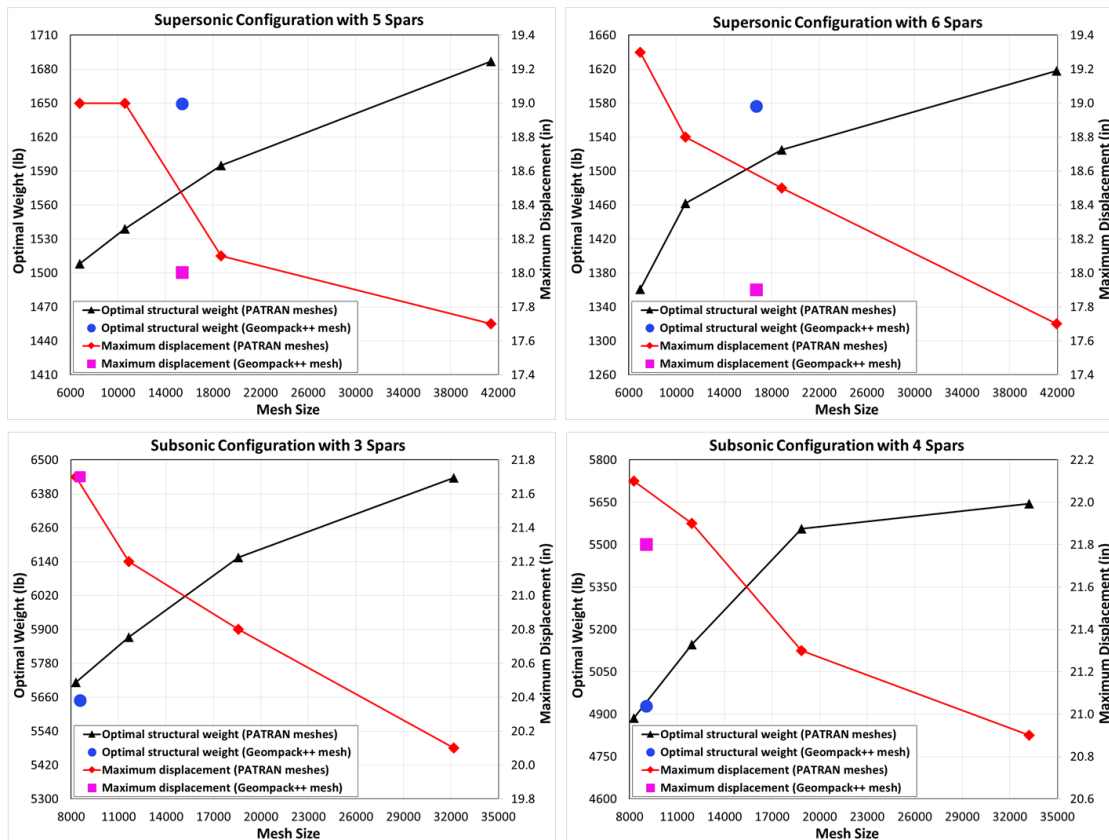 Supersonic Configuration with 5 Spars
Optimal Weight (lb)
1710
1680
1650
1620
1590
1560
1530
1500
1470
1440
1410
19.4
19.2
19.0
18.8
18.6
18.4
18.2
18.0
17.8
17.6
17.4
Maximum Displacement (in)
Optimal structural weight (PATRAN meshes)
Optimal structural weight (Geompack++ mesh)
Maximum displacement (PATRAN meshes)
Maximum displacement (Geompack++ mesh)
6000 10000 14000 18000 22000 26000 30000 34000 38000 42000
Mesh Size
Supersonic Configuration with 6 Spars
Optimal Weight (lb)
1660
1620
1580
1540
1500
1460
1420
1380
1340
1300
1260
19.4
19.2
19.0
18.8
18.6
18.4
18.2
18.0
17.8
17.6
17.4
Maximum Displacement (in)
Optimal structural weight (PATRAN meshes)
Optimal structural weight (Geompack++ mesh)
Maximum displacement (PATRAN meshes)
Maximum displacement (Geompack++ mesh)
6000 10000 14000 18000 22000 26000 30000 34000 38000 42000
Mesh Size
Subsonic Configuration with 3 Spars
Optimal Weight (lb)
6500
6380
6260
6140
6020
5900
5780
5660
5540
5420
5300
21.8
21.6
21.4
21.2
21.0
20.8
20.6
20.4
20.2
20.0
19.8
Maximum Displacement (in)
Optimal structural weight (PATRAN meshes)
Optimal structural weight (Geompack++ mesh)
Maximum displacement (PATRAN meshes)
Maximum displacement (Geompack++ mesh)
8000 11000 14000 17000 20000 23000 26000 29000 32000 35000
Mesh Size
Subsonic Configuration with 4 Spars
Optimal Weight (lb)
5800
5650
5500
5350
5200
5050
4900
4750
4600
22.2
22.0
21.8
21.6
21.4
21.2
21.0
20.8
20.6
Maximum Displacement (in)
Optimal structural weight (PATRAN meshes)
Optimal structural weight (Geompack++ mesh)
Maximum displacement (PATRAN meshes)
Maximum displacement (Geompack++ mesh)
8000 11000 14000 17000 20000 23000 26000 29000 32000 35000
Mesh Size